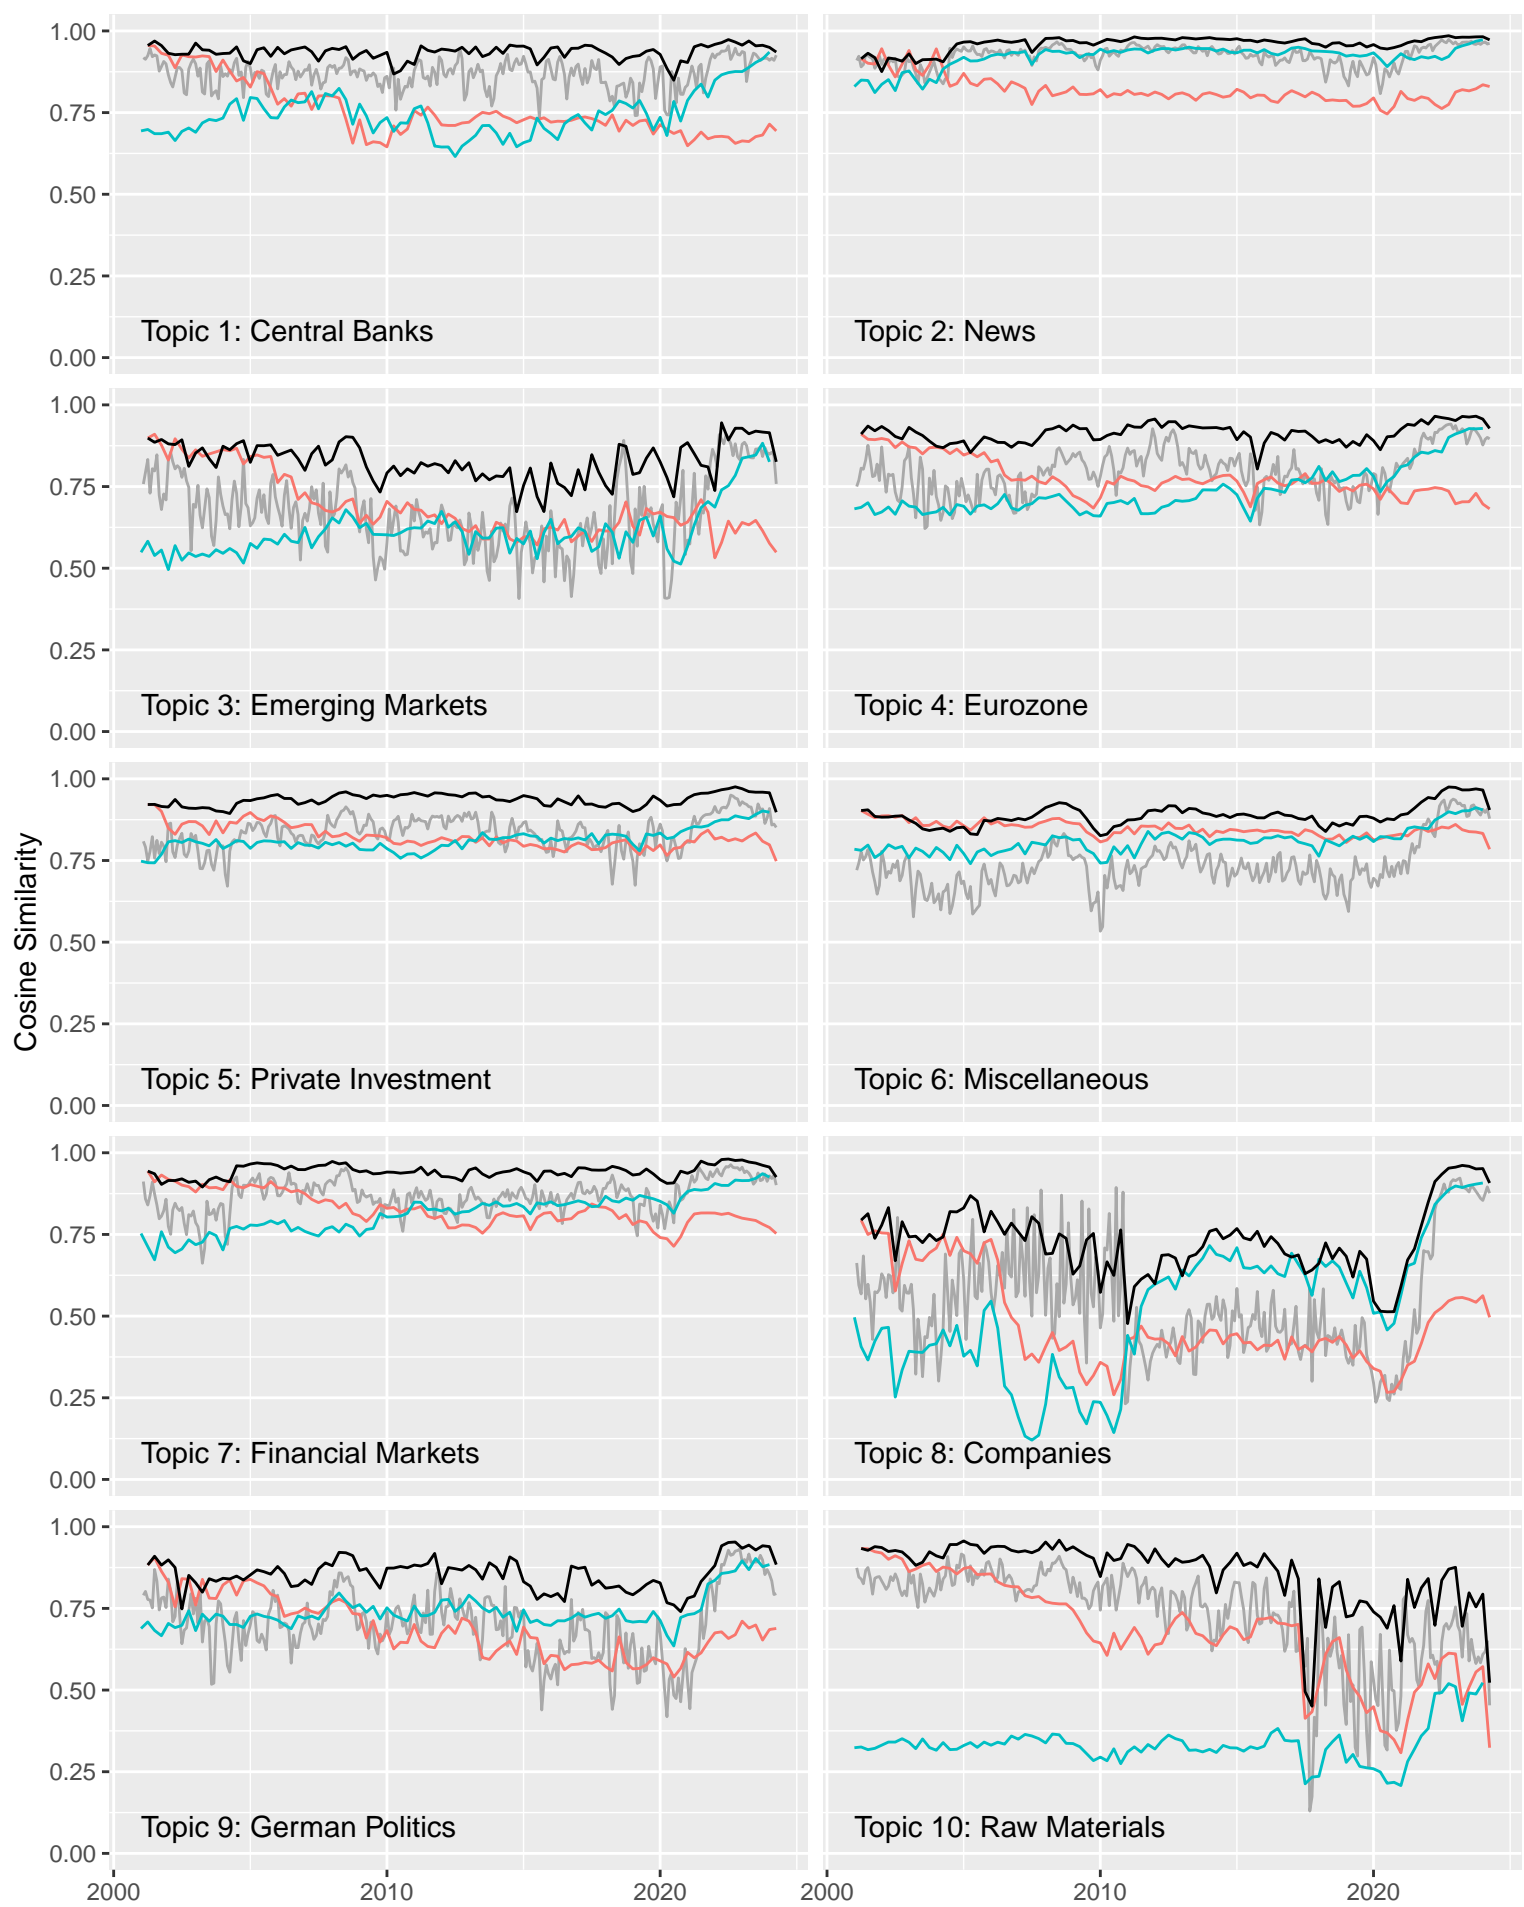 1.00
0.75
0.50
0.25
0.00
Topic 1: Central Banks
Topic 2: News
1.00
0.75
0.50
0.25
0.00
Topic 3: Emerging Markets
Topic 4: Eurozone
1.00
0.75
0.50
0.25
0.00
Topic 5: Private Investment
Topic 6: Miscellaneous
Cosine Similarity
1.00
0.75
0.50
0.25
0.00
Topic 7: Financial Markets
Topic 8: Companies
1.00
0.75
0.50
0.25
0.00
Topic 9: German Politics
Topic 10: Raw Materials
2000 2010 2020 2000 2010 2020